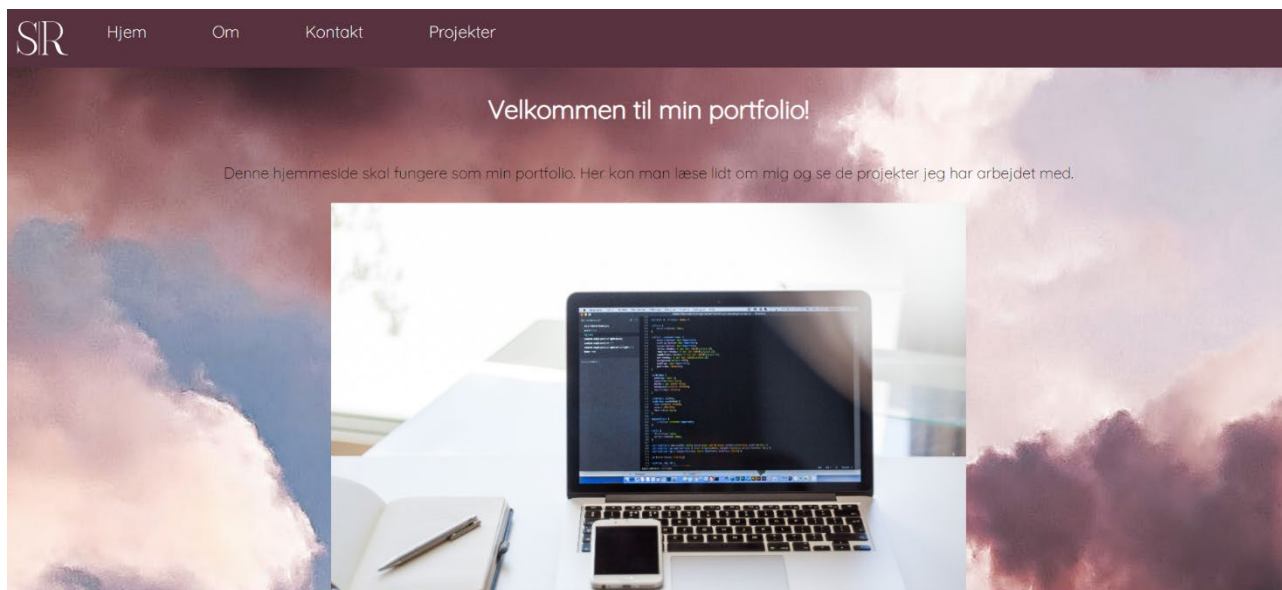 SR
Hjem Om Kontakt Projekter
Velkommen til min portfolio!
Denne hjemmeside skal fungere som min portfolio. Her kan man læse lidt om mig og se de projekter jeg har arbejdet med.